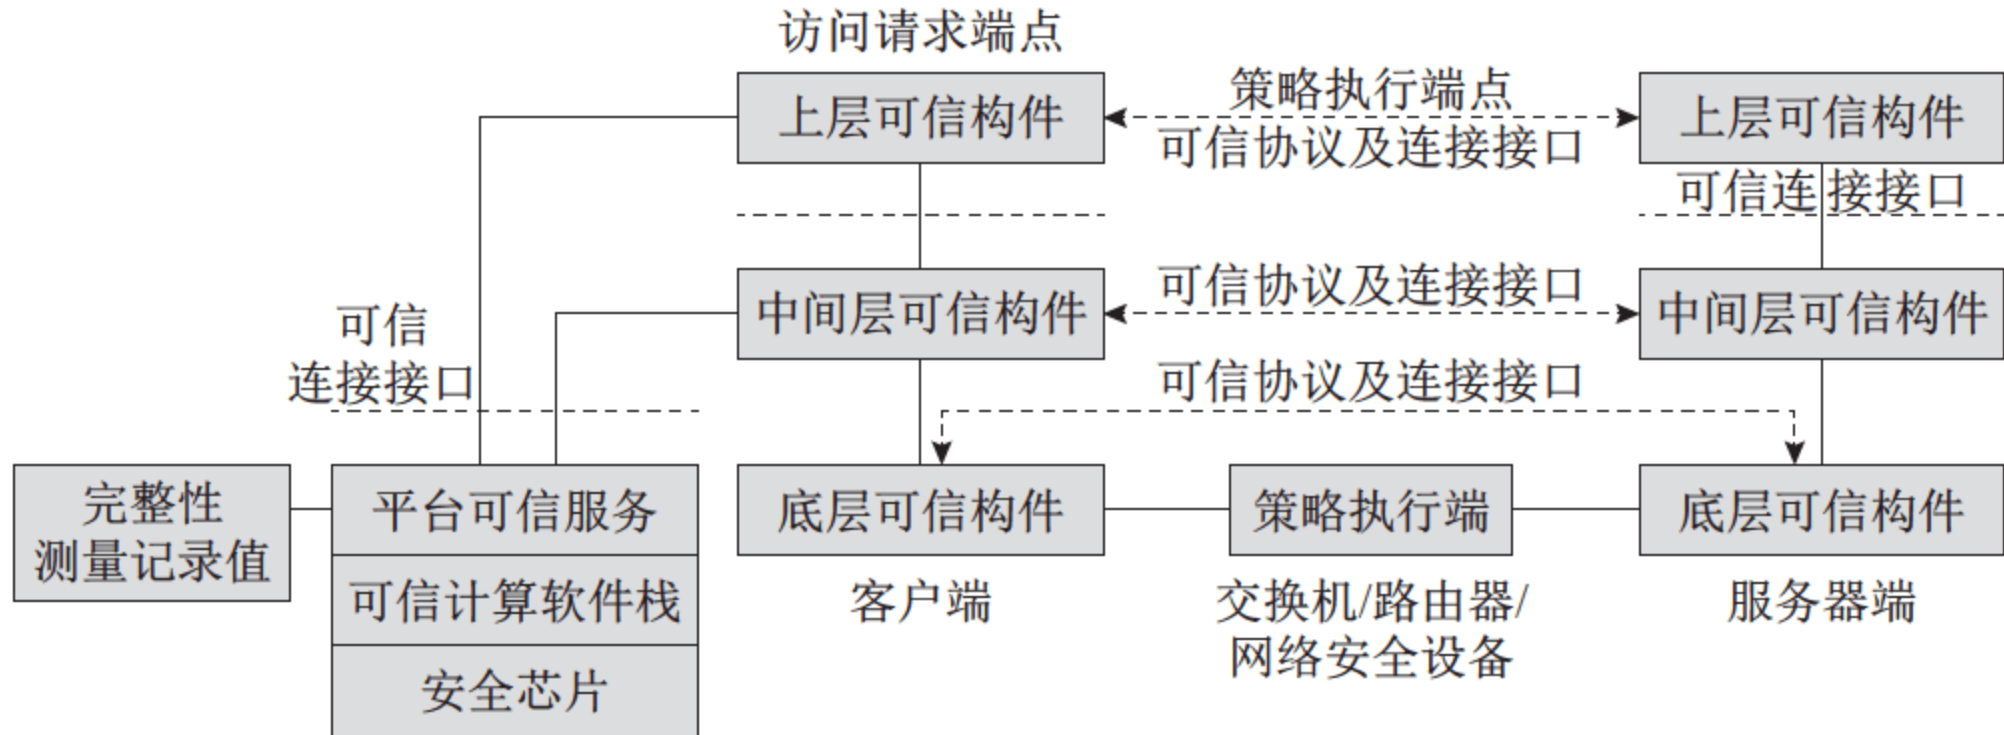 访问请求端点
上层可信构件
策略执行端点
可信协议及连接接口
上层可信构件
可信连接接口
中间层可信构件
可信协议及连接接口
中间层可信构件
可信
连接接口
可信协议及连接接口
完整性
测量记录值
平台可信服务
可信计算软件栈
安全芯片
底层可信构件
策略执行端
底层可信构件
客户端
交换机/路由器/
网络安全设备
服务器端